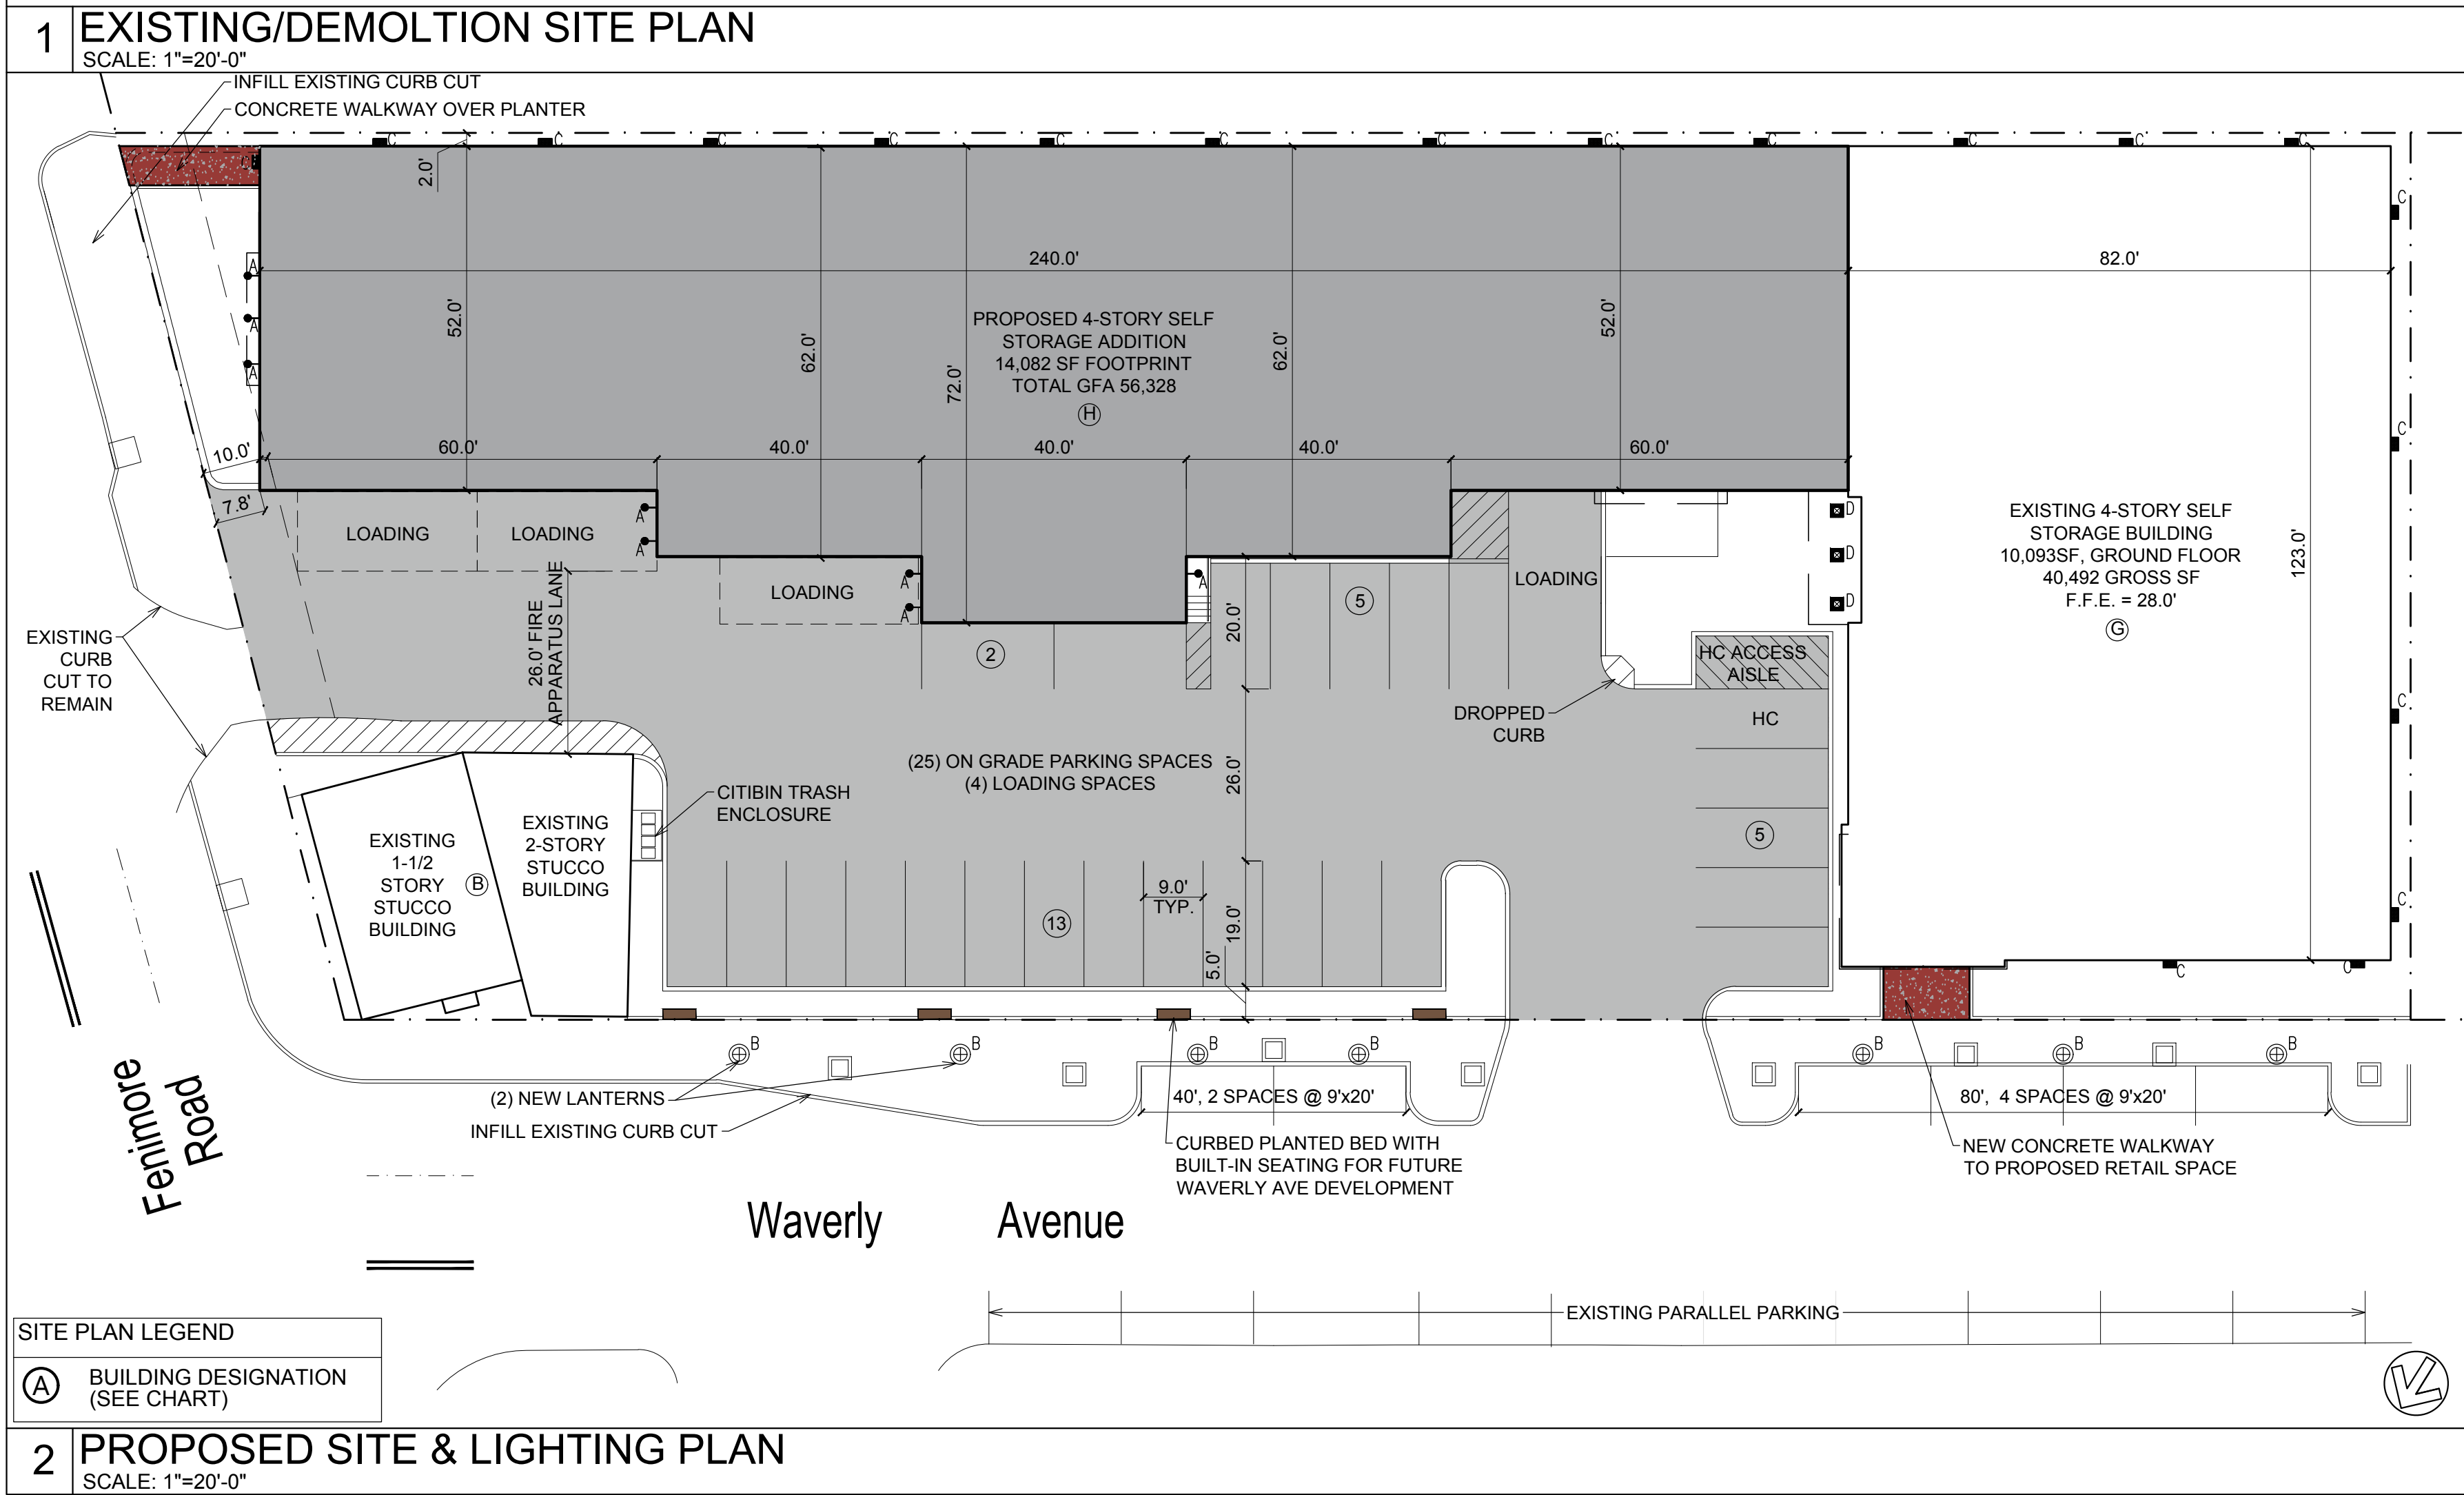 1 EXISTING/DEMOLTION SITE PLAN
SCALE: 1"=20'-0"
INFILL EXISTING CURB CUT
CONCRETE WALKWAY OVER PLANTER
C C C C C C C C C C C C
2.0'
C
240.0'
82.0'
A
A
A
52.0'
62.0'
72.0'
62.0'
52.0'
123.0'
PROPOSED 4-STORY SELF
STORAGE ADDITION
14,082 SF FOOTPRINT
TOTAL GFA 56,328
H
10.0'
60.0'
40.0'
40.0'
40.0'
60.0'
C
7.8'
LOADING
LOADING
A
A
LOADING
A
A
A
5
LOADING
D
D
D
EXISTING 4-STORY SELF
STORAGE BUILDING
10,093SF, GROUND FLOOR
40,492 GROSS SF
F.F.E. = 28.0'
G
EXISTING
CURB
CUT TO
REMAIN
26.0' FIRE
APPARATUS LANE
2
20.0'
HC ACCESS
AISLE
HC
C
DROPPED
CURB
(25) ON GRADE PARKING SPACES
(4) LOADING SPACES
26.0'
CITIBIN TRASH
ENCLOSURE
EXISTING
1-1/2
STORY
STUCCO
BUILDING
B
EXISTING
2-STORY
STUCCO
BUILDING
5
9.0'
TYP.
13
19.0'
5.0'
C
C
C
B B B B B B B
(2) NEW LANTERNS
40', 2 SPACES @ 9'x20'
80', 4 SPACES @ 9'x20'
INFILL EXISTING CURB CUT
CURBED PLANTED BED WITH
BUILT-IN SEATING FOR FUTURE
WAVERLY AVE DEVELOPMENT
NEW CONCRETE WALKWAY
TO PROPOSED RETAIL SPACE
Fenimore
Road
Waverly Avenue
EXISTING PARALLEL PARKING
SITE PLAN LEGEND
A BUILDING DESIGNATION
(SEE CHART)
2 PROPOSED SITE & LIGHTING PLAN
SCALE: 1"=20'-0"